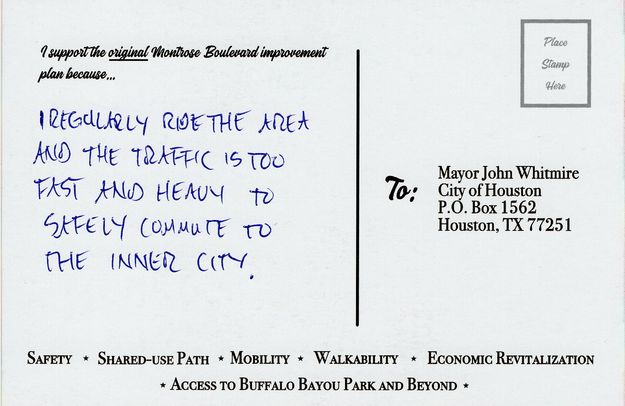 I support the original Montrose Boulevard improvement
plan because...
I REGULARLY RIDE THE AREA
AND THE TRAFFIC IS TOO
FAST AND HEAVY TO
SAFELY COMMUTE TO
THE INNER CITY.
Place
Stamp
Here
To:
Mayor John Whitmire
City of Houston
P.O. Box 1562
Houston, TX 77251
SAFETY ⋆ SHARED-USE PATH ⋆ MOBILITY ⋆ WALKABILITY ⋆ ECONOMIC REVITALIZATION
⋆ ACCESS TO BUFFALO BAYOU PARK AND BEYOND ⋆